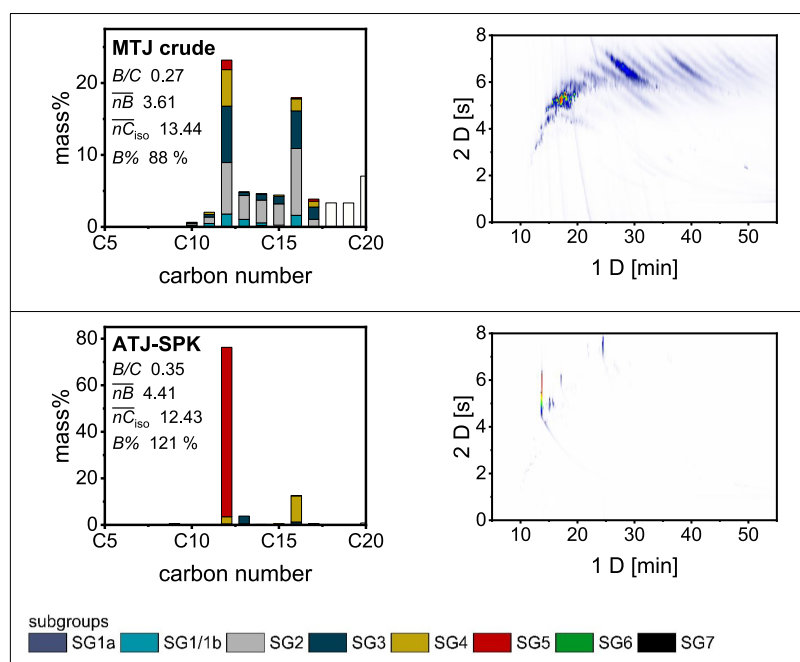 MTJ crude
B/C 0.27
nB 3.61
nCiso 13.44
B% 88 %
20
10
0
mass%
C5 C10 C15 C20
carbon number
8
6
4
2
0
2 D [s]
10 20 30 40 50
1 D [min]
ATJ-SPK
B/C 0.35
nB 4.41
nCiso 12.43
B% 121 %
80
60
40
20
0
mass%
C5 C10 C15 C20
carbon number
8
6
4
2
0
2 D [s]
10 20 30 40 50
1 D [min]
subgroups
SG1a SG1/1b SG2 SG3 SG4 SG5 SG6 SG7